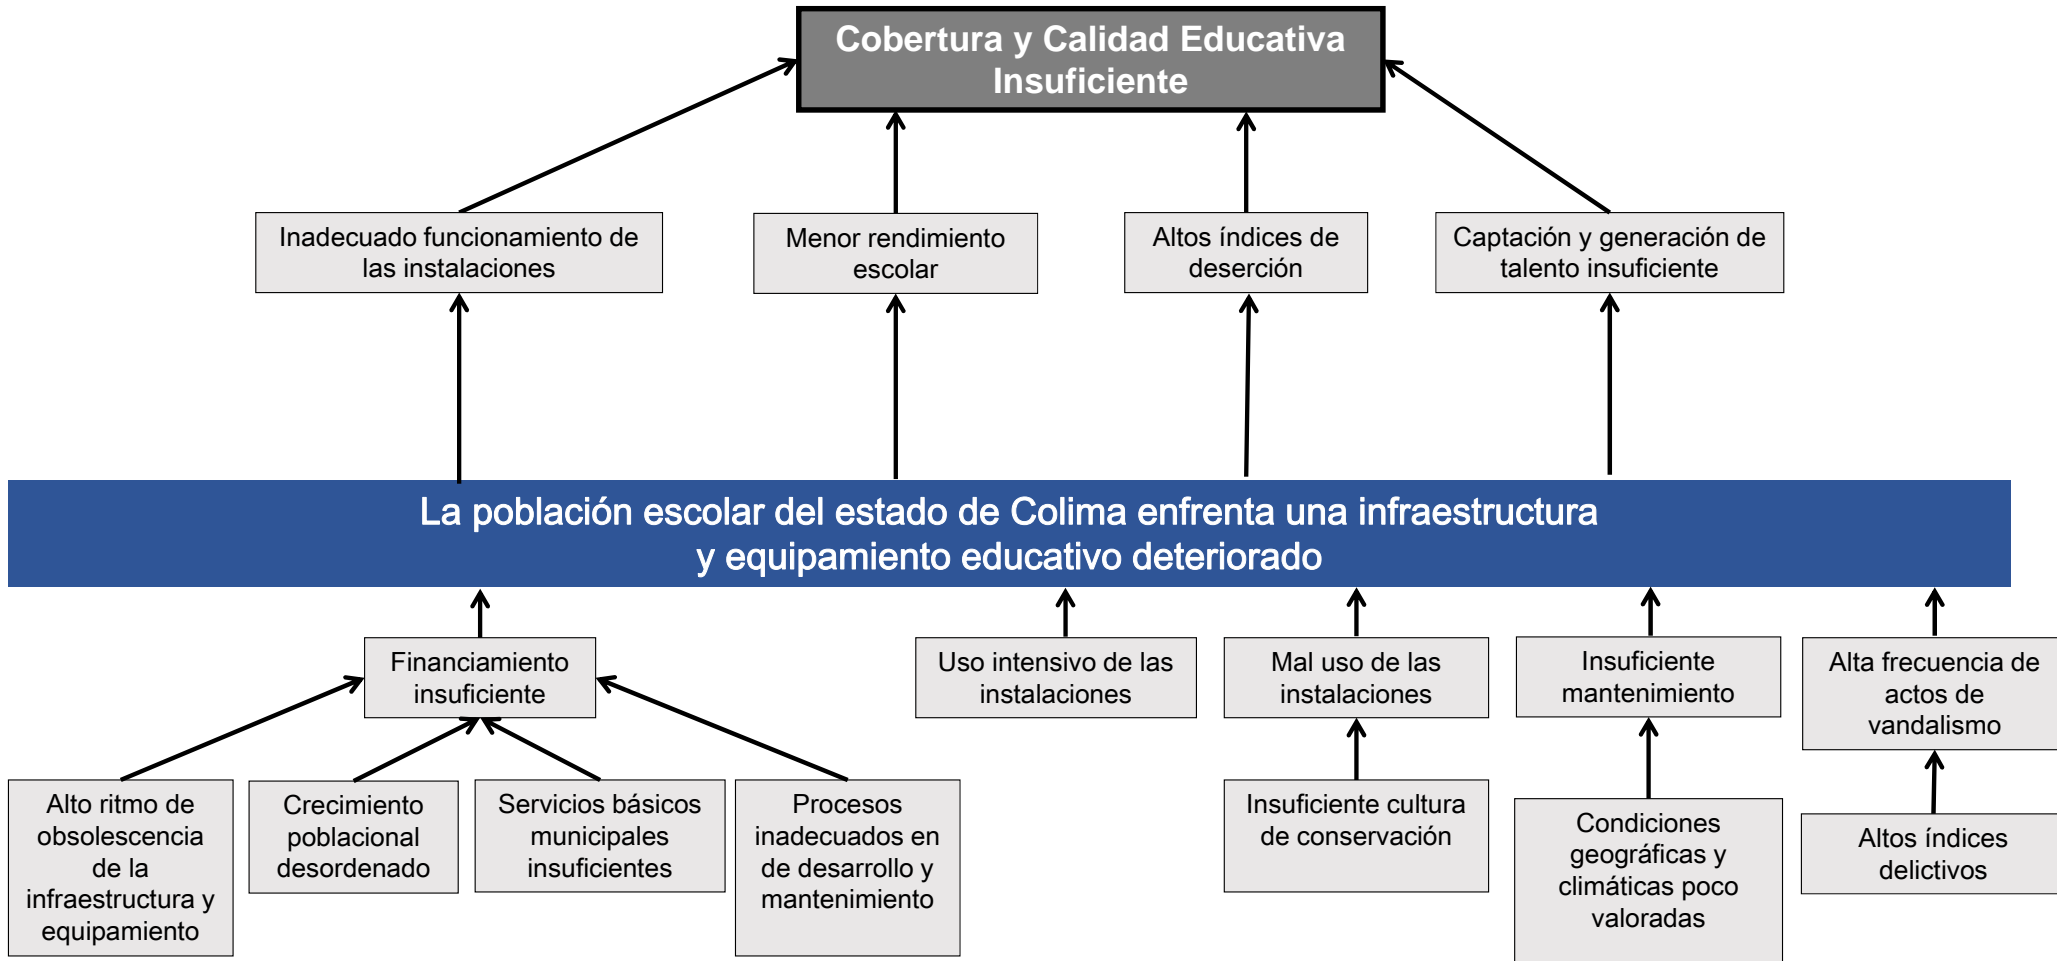 Cobertura y Calidad Educativa
Insuficiente
Inadecuado funcionamiento de
las instalaciones
Menor rendimiento
escolar
Altos índices de
deserción
Captación y generación de
talento insuficiente
La población escolar del estado de Colima enfrenta una infraestructura
y equipamiento educativo deteriorado
Financiamiento
insuficiente
Uso intensivo de las
instalaciones
Mal uso de las
instalaciones
Insuficiente
mantenimiento
Alta frecuencia de
actos de
vandalismo
Alto ritmo de
obsolescencia
de la
infraestructura y
equipamiento
Crecimiento
poblacional
desordenado
Servicios básicos
municipales
insuficientes
Procesos
inadecuados en
de desarrollo y
mantenimiento
Insuficiente cultura
de conservación
Condiciones
geográficas y
climáticas poco
valoradas
Altos índices
delictivos